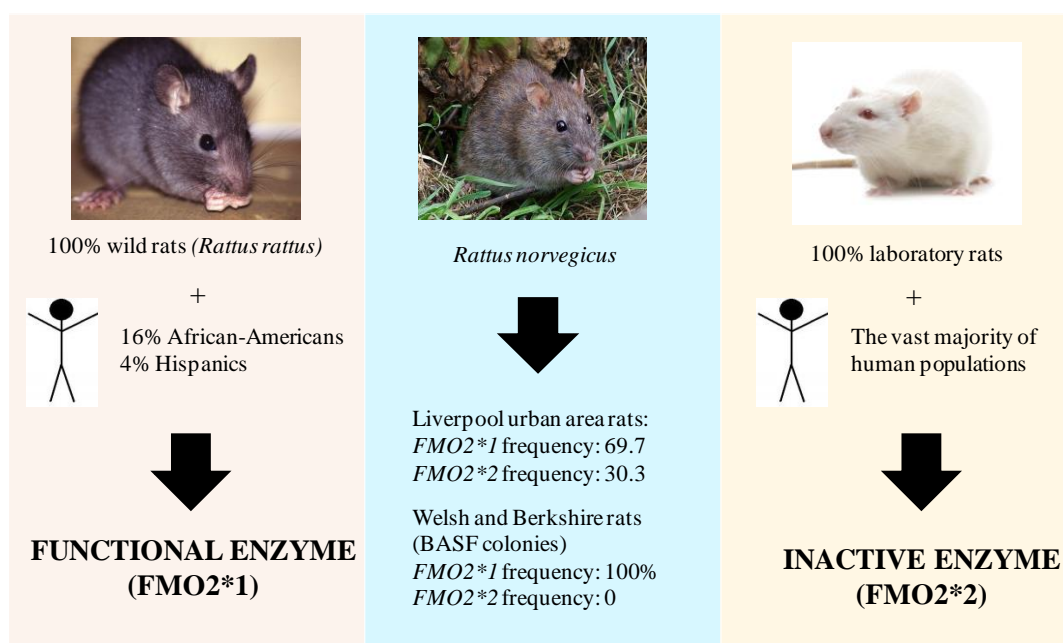 100% wild rats (Rattus rattus)
+
16% African-Americans
4% Hispanics
FUNCTIONAL ENZYME
(FMO2*1)
Rattus norvegicus
Liverpool urban area rats:
FMO2*1 frequency: 69.7
FMO2*2 frequency: 30.3
Welsh and Berkshire rats
(BASF colonies)
FMO2*1 frequency: 100%
FMO2*2 frequency: 0
100% laboratory rats
+
The vast majority of
human populations
INACTIVE ENZYME
(FMO2*2)